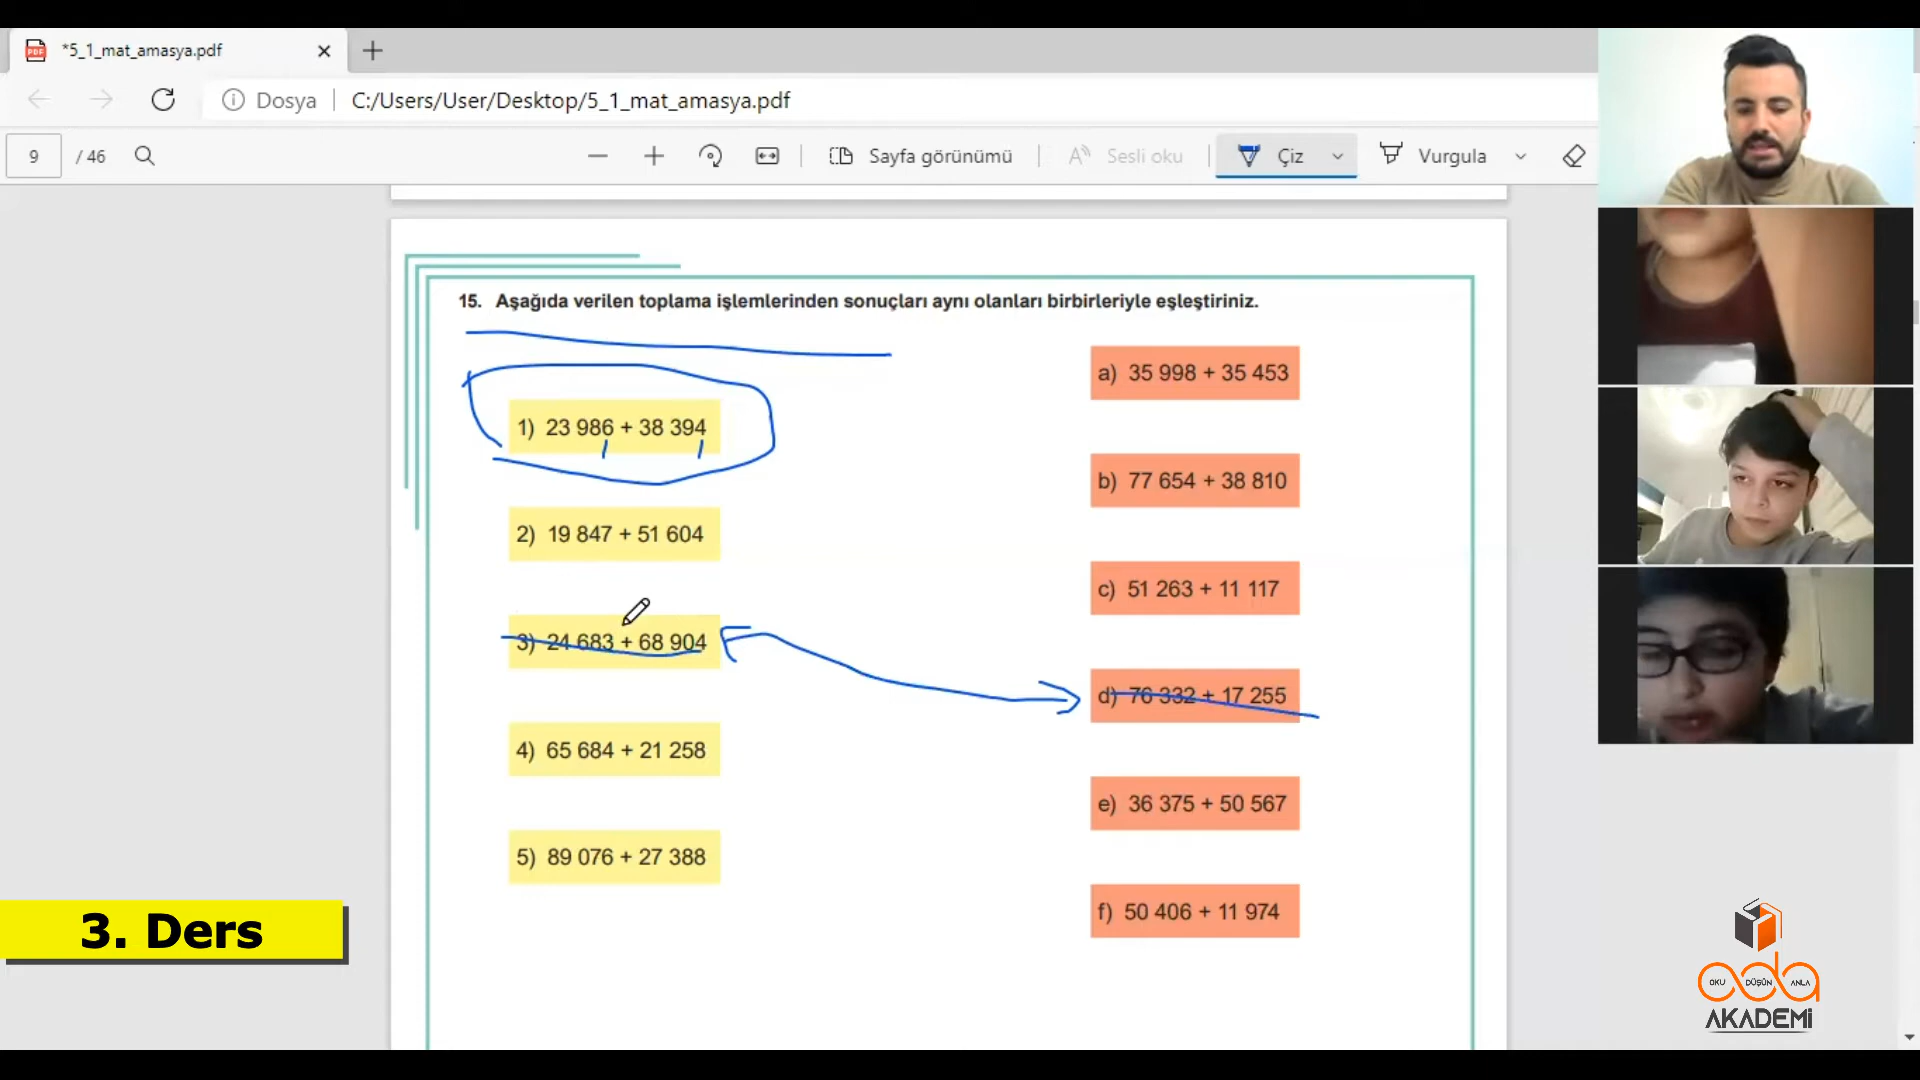 *5_1_mat_amasya.pdf
Dosya
C:/Users/User/Desktop/5_1_mat_amasya.pdf
9
/ 46
Sayfa görünümü
Sesli oku
Çiz
Vurgula
15. Aşağıda verilen toplama işlemlerinden sonuçları aynı olanları birbirleriyle eşleştiriniz.
1) 23 986 + 38 394
2) 19 847 + 51 604
3) 24 683 + 68 904
4) 65 684 + 21 258
5) 89 076 + 27 388
a) 35 998 + 35 453
b) 77 654 + 38 810
c) 51 263 + 11 117
d) 76 332 + 17 255
e) 36 375 + 50 567
f) 50 406 + 11 974
3. Ders
oda
OKU DÜŞÜN ANLA
AKADEMİ